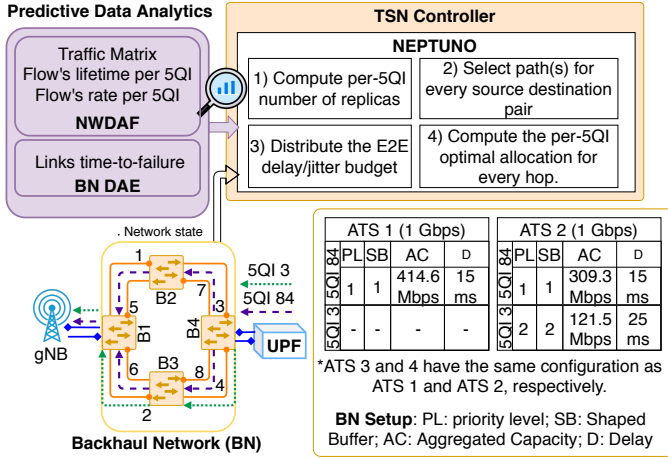 Predictive Data Analytics
Traffic Matrix
Flow's lifetime per 5QI
Flow's rate per 5QI
NWDAF
Links time-to-failure
BN DAE
TSN Controller
NEPTUNO
1) Compute per-5QI
number of replicas
2) Select path(s) for
every source destination
pair
3) Distribute the E2E
delay/jitter budget
4) Compute the per-5QI
optimal allocation for
every hop.
. Network state
1
B2
5
7
3
5QI 3
5QI 84
gNB
B1
B4
UPF
6
B3
8
4
2
Backhaul Network (BN)
ATS 1 (1 Gbps)
PL SB AC D
5QI 84
1 1 414.6 Mbps 15 ms
5QI 3
- - - -
ATS 2 (1 Gbps)
PL SB AC D
5QI 84
1 1 309.3 Mbps 15 ms
5QI 3
2 2 121.5 Mbps 25 ms
*ATS 3 and 4 have the same configuration as
ATS 1 and ATS 2, respectively.
BN Setup: PL: priority level; SB: Shaped
Buffer; AC: Aggregated Capacity; D: Delay